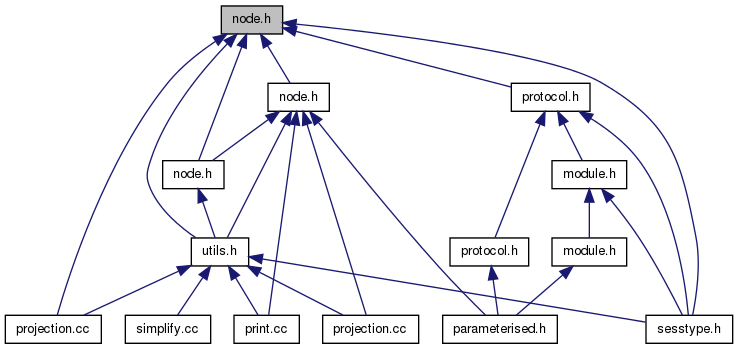 node.h
node.h
protocol.h
node.h
module.h
utils.h
protocol.h
module.h
projection.cc
simplify.cc
print.cc
projection.cc
parameterised.h
sesstype.h